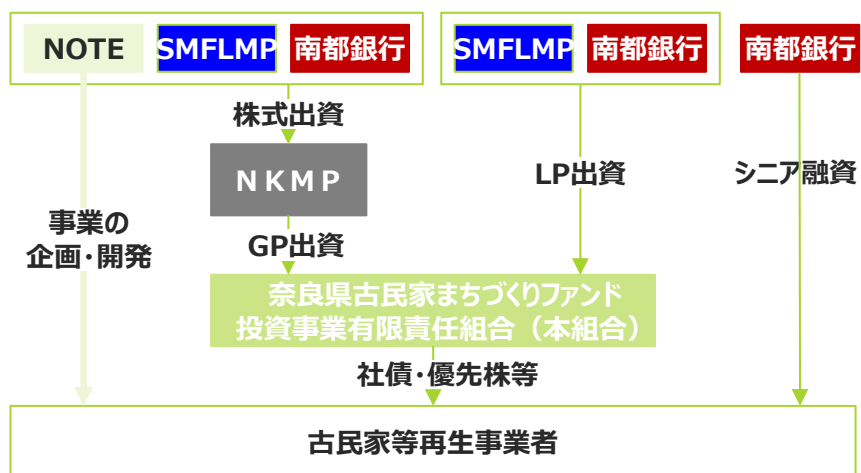 NOTE SMFLMP 南都銀行 SMFLMP 南都銀行 南都銀行
株式出資
NKMP
LP出資
シニア融資
事業の
企画・開発
GP出資
奈良県古民家まちづくりファンド
投資事業有限責任組合（本組合）
社債・優先株等
古民家等再生事業者